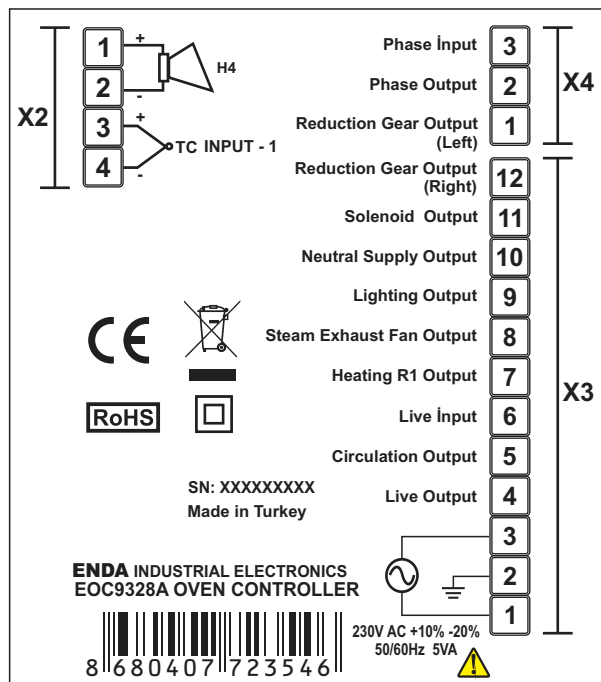 X2
1
+
2
-
H4
3
+
4
-
TC INPUT - 1
Phase İnput
3
Phase Output
2
Reduction Gear Output
(Left)
1
X4
Reduction Gear Output
(Right)
12
Solenoid Output
11
Neutral Supply Output
10
Lighting Output
9
Steam Exhaust Fan Output
8
Heating R1 Output
7
Live İnput
6
Circulation Output
5
Live Output
4
3
2
1
X3
CE
RoHS
SN: XXXXXXXXX
Made in Turkey
ENDA INDUSTRIAL ELECTRONICS
EOC9328A OVEN CONTROLLER
8 680407 723546
230V AC +10% -20%
50/60Hz 5VA